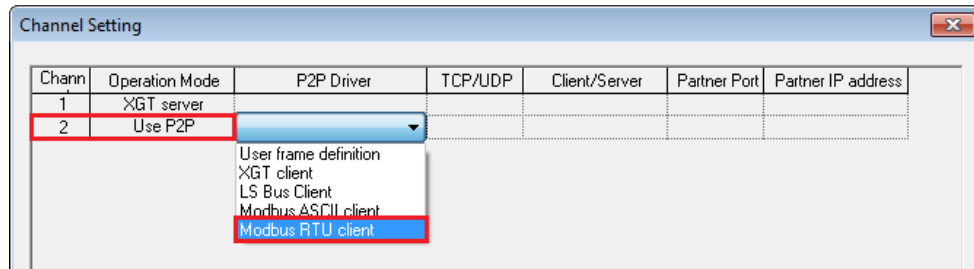 Channel Setting
Chann Operation Mode P2P Driver TCP/UDP Client/Server Partner Port Partner IP address
1 XGT server
2 Use P2P
User frame definition
XGT client
LS Bus Client
Modbus ASCII client
Modbus RTU client